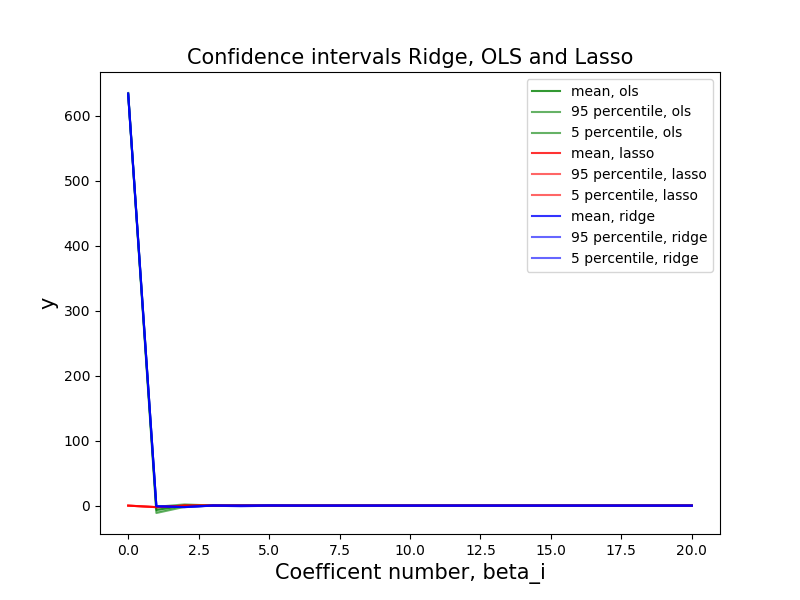 Confidence intervals Ridge, OLS and Lasso
mean, ols
95 percentile, ols
5 percentile, ols
mean, lasso
95 percentile, lasso
5 percentile, lasso
mean, ridge
95 percentile, ridge
5 percentile, ridge
600
500
400
300
200
100
0
y
0.0 2.5 5.0 7.5 10.0 12.5 15.0 17.5 20.0
Coefficent number, beta_i